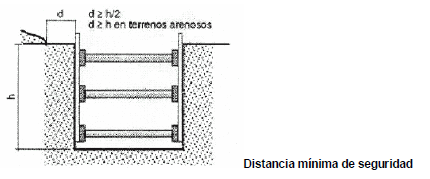 d
d ≥ h/2
d ≥ h en terrenos arenosos
h
Distancia mínima de seguridad